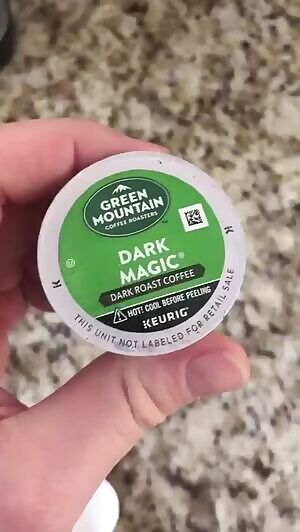 GREEN
MOUNTAIN
COFFEE ROASTERS
DARK
MAGIC®
DARK ROAST COFFEE
HOT! COOL BEFORE PEELING
KEURIG®
THIS UNIT NOT LABELED FOR RETAIL SALE
K
K